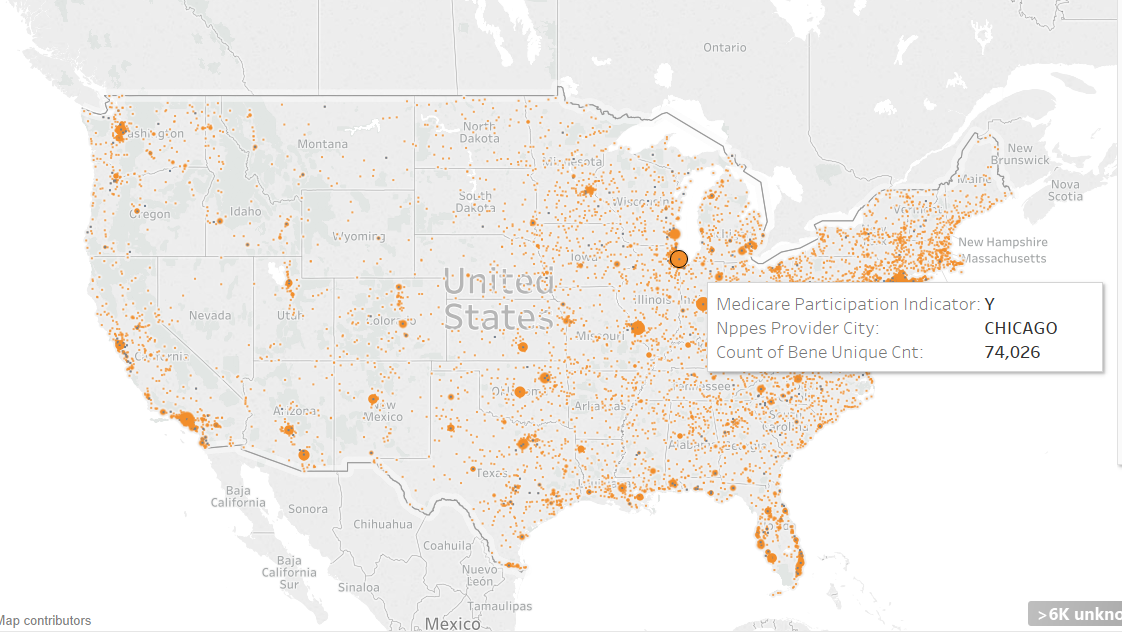 Ontario
North
Dakota
Montana
Washington
Minnesota
New
Brunswick
Maine
Nova
Scotia
South
Dakota
Wisconsin
Oregon
Idaho
Wyoming
New Hampshire
Massachusetts
Iowa
United
States
Nevada
Utah
Colorado
Illinois
Missouri
California
Medicare Participation Indicator: Y
Nppes Provider City: CHICAGO
Count of Bene Unique Cnt: 74,026
Arizona
New
Mexico
Arkansas
Texas
Baja
California
Sonora
Chihuahua
Coahuila
Baja
California
Sur
Sinaloa
Nuevo
León
Tamaulipas
México
Map contributors
>6K unkno